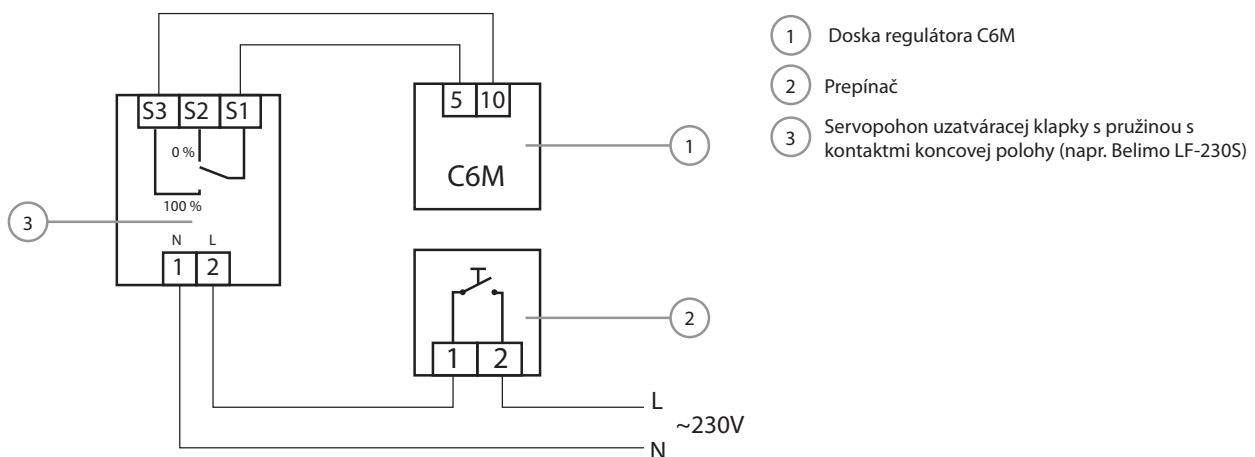 S3 S2 S1
0 %
100 %
N L
1 2
3
5 10
C6M
1
1 2
2
L
~230V
N
1 Doska regulátora C6M
2 Prepínač
3 Servopohon uzatváracej klapky s pružinou s
kontaktmi koncovej polohy (napr. Belimo LF-230S)